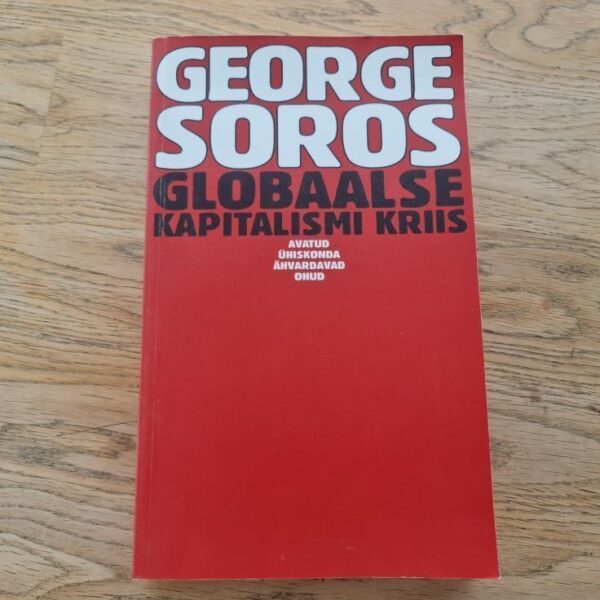 GEORGE
SOROS
GLOBAALSE
KAPITALISMI KRIIS
AVATUD
ÜHISKONDA
ÄHVARDAVAD
OHUD